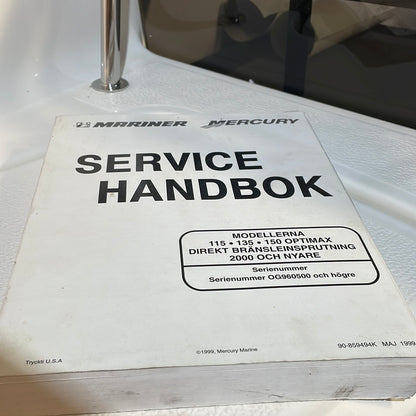 MARINER MERCURY
SERVICE
HANDBOK
MODELLERNA
115 • 135 • 150 OPTIMAX
DIREKT BRÄNSLEINSPRUTNING
2000 OCH NYARE
Serienummer
Serienummer OG960500 och högre
Tryckti U.S.A
©1999, Mercury Marine
90-859494K MAJ 1999